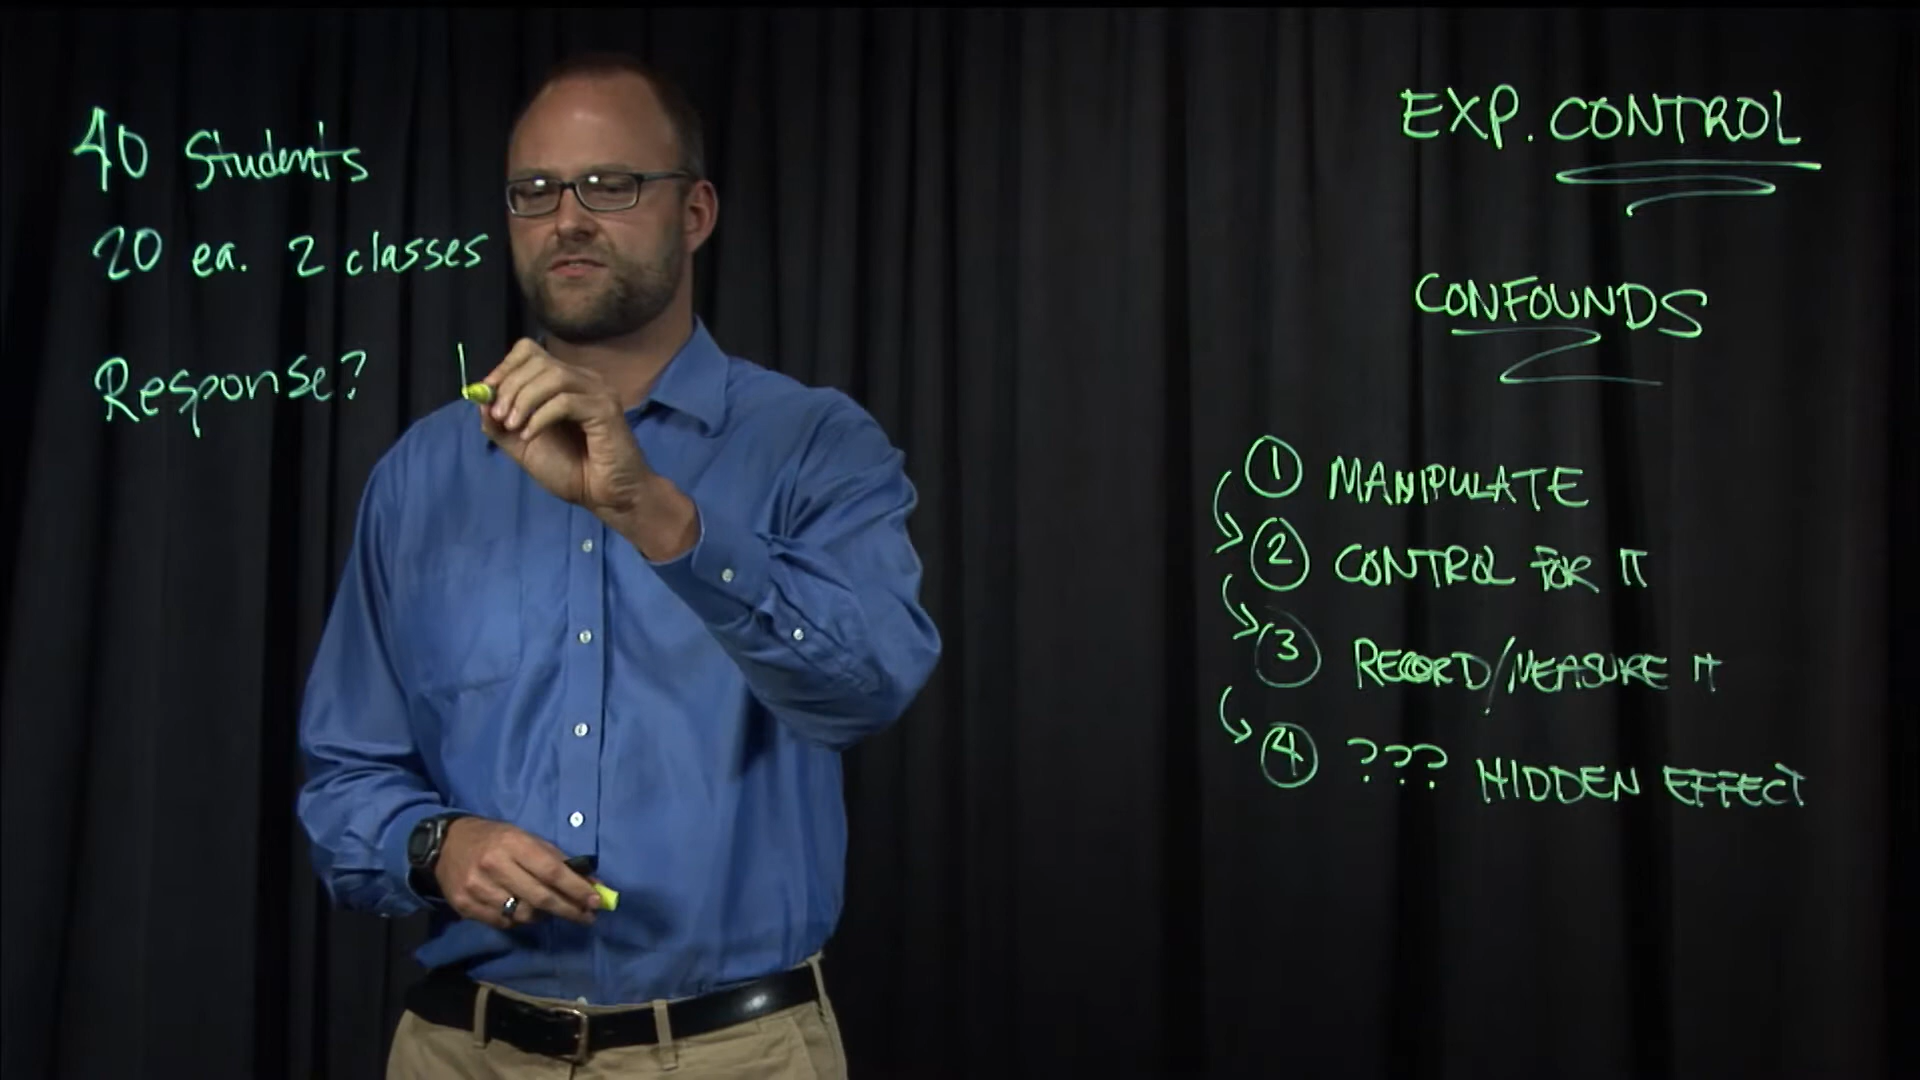 40 Students
20 ea. 2 classes
Response?
EXP. CONTROL
CONFOUNDS
1 MANIPULATE
2 CONTROL FOR IT
3 RECORD/MEASURE IT
4 ??? HIDDEN EFFECT